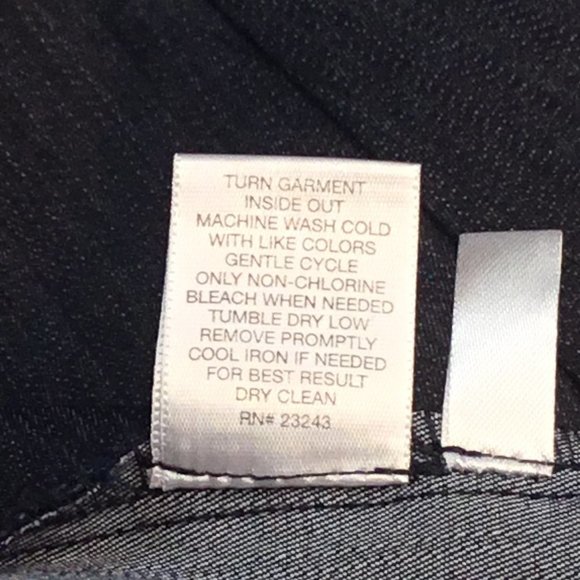 TURN GARMENT
INSIDE OUT
MACHINE WASH COLD
WITH LIKE COLORS
GENTLE CYCLE
ONLY NON-CHLORINE
BLEACH WHEN NEEDED
TUMBLE DRY LOW
REMOVE PROMPTLY
COOL IRON IF NEEDED
FOR BEST RESULT
DRY CLEAN
RN# 23243